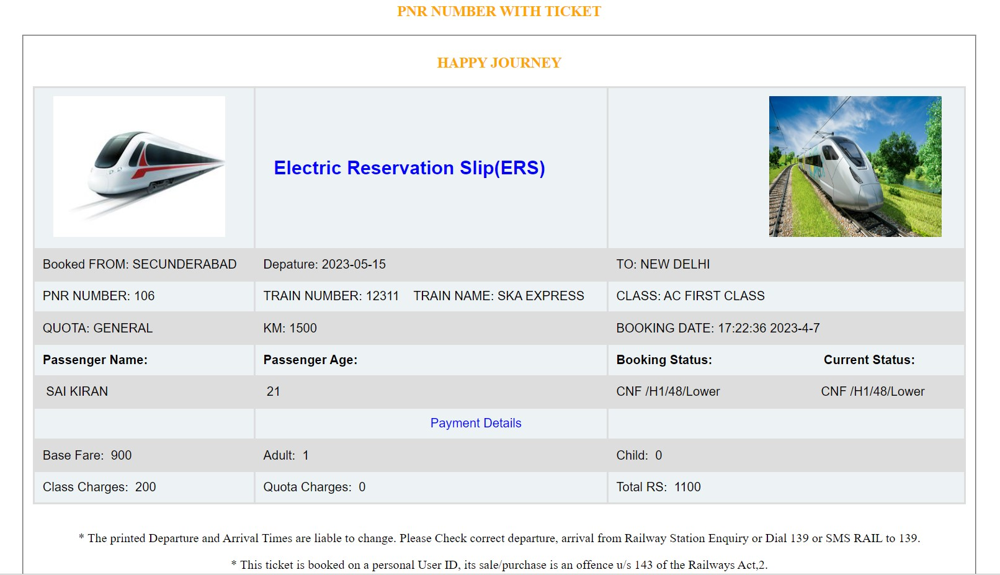 PNR NUMBER WITH TICKET
HAPPY JOURNEY
Electric Reservation Slip(ERS)
Booked FROM: SECUNDERABAD Depature: 2023-05-15 TO: NEW DELHI
PNR NUMBER: 106 TRAIN NUMBER: 12311 TRAIN NAME: SKA EXPRESS CLASS: AC FIRST CLASS
QUOTA: GENERAL KM: 1500 BOOKING DATE: 17:22:36 2023-4-7
Passenger Name: Passenger Age: Booking Status: Current Status:
SAI KIRAN 21 CNF /H1/48/Lower CNF /H1/48/Lower
Payment Details
Base Fare: 900 Adult: 1 Child: 0
Class Charges: 200 Quota Charges: 0 Total RS: 1100
* The printed Departure and Arrival Times are liable to change. Please Check correct departure, arrival from Railway Station Enquiry or Dial 139 or SMS RAIL to 139.
* This ticket is booked on a personal User ID, its sale/purchase is an offence u/s 143 of the Railways Act,2.